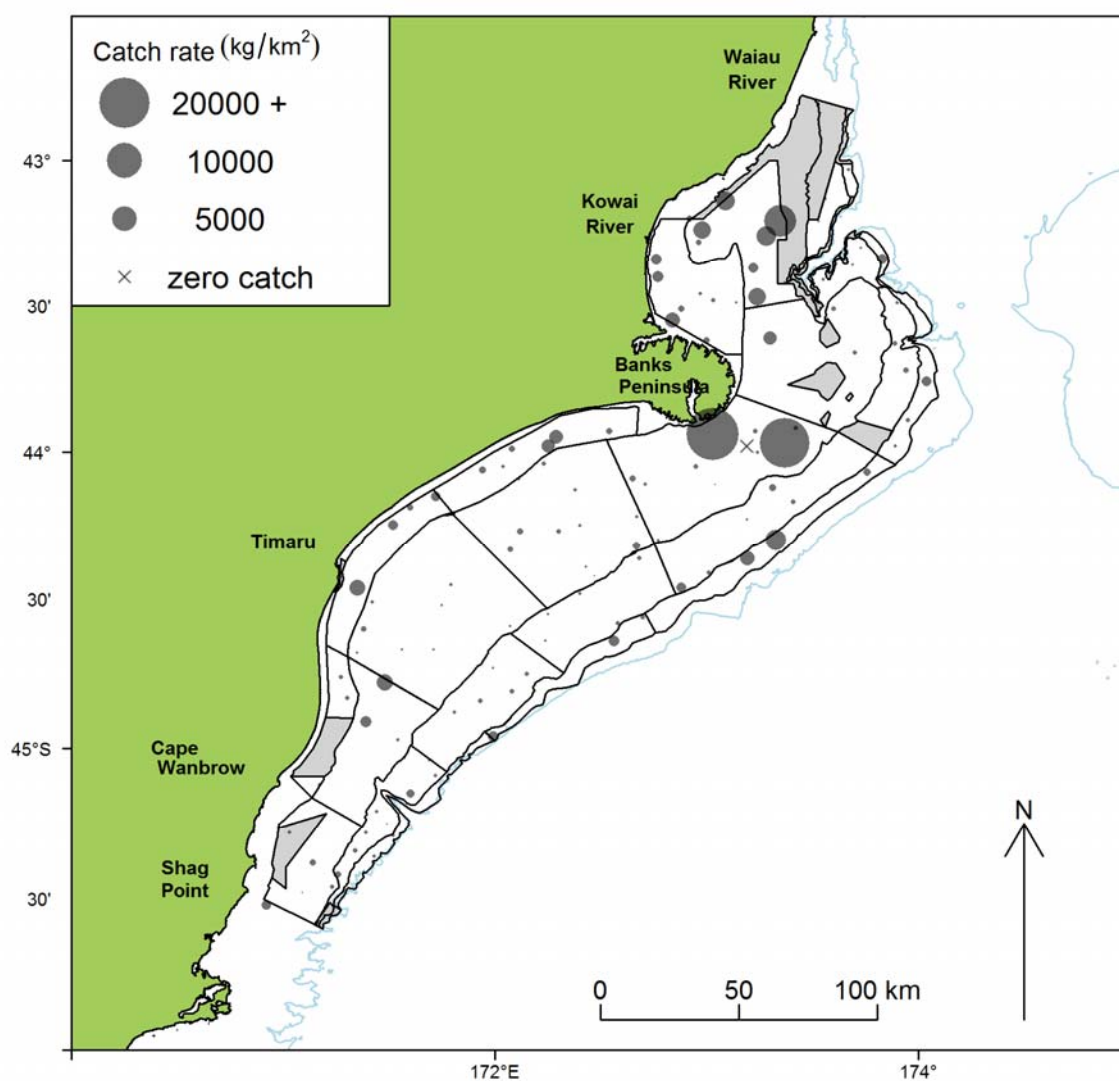 Catch rate (kg/km²)
20000 +
10000
5000
zero catch
Waiau
River
43°
Kowai
River
30'
Banks
Peninsula
44°
Timaru
30'
45°S
Cape
Wanbrow
N
Shag
Point
30'
0 50 100 km
172°E 174°